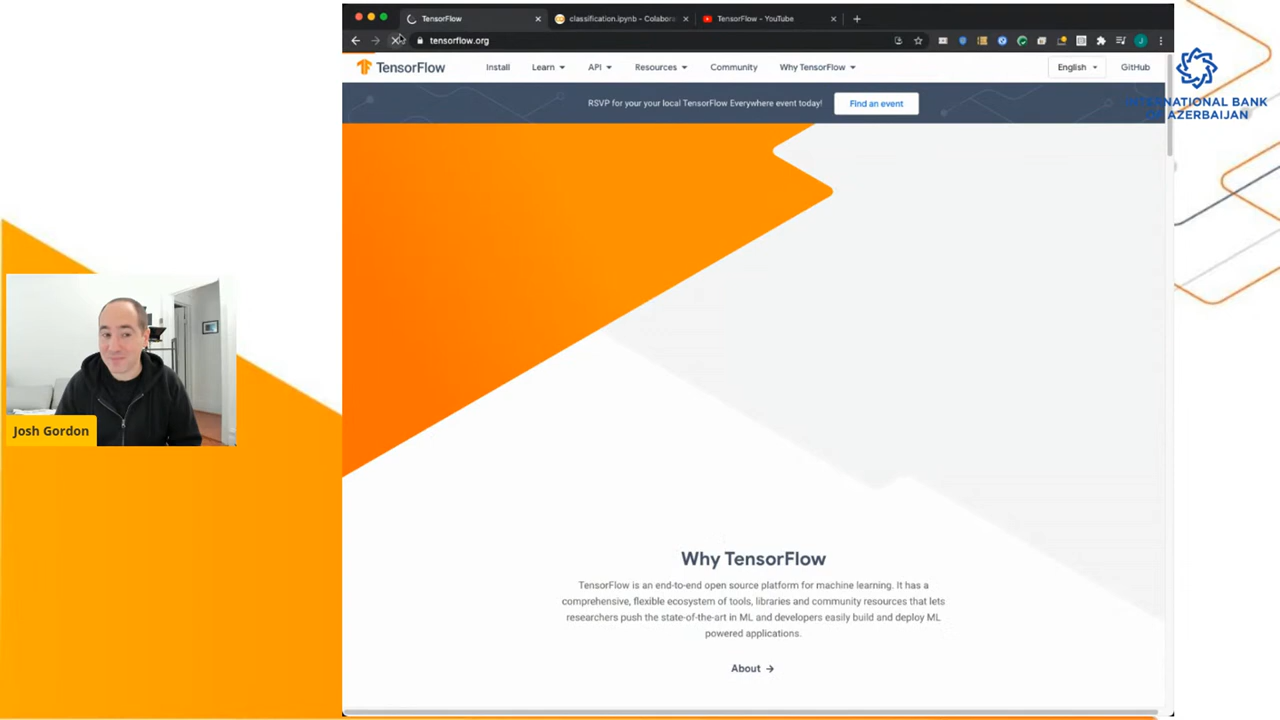 TensorFlow
classification.ipynb - Colabora
TensorFlow - YouTube
tensorflow.org
TensorFlow
Install
Learn
API
Resources
Community
Why TensorFlow
English
GitHub
RSVP for your your local TensorFlow Everywhere event today!
Find an event
INTERNATIONAL BANK
OF AZERBAIJAN
Josh Gordon
Why TensorFlow
TensorFlow is an end-to-end open source platform for machine learning. It has a
comprehensive, flexible ecosystem of tools, libraries and community resources that lets
researchers push the state-of-the-art in ML and developers easily build and deploy ML
powered applications.
About →